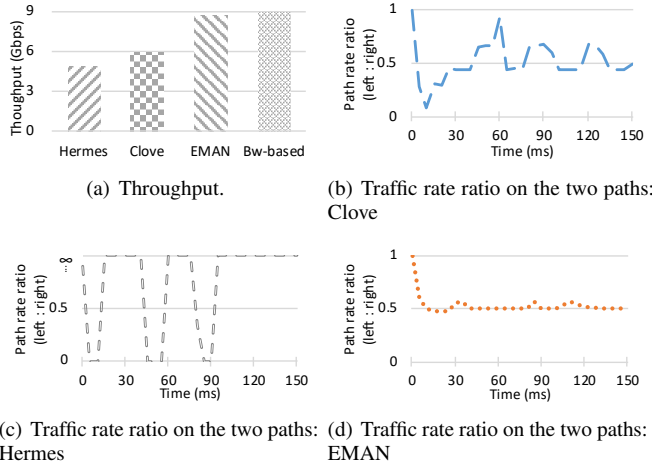 Thoughput (Gbps)
9
6
3
0
Hermes Clove EMAN Bw-based
(a) Throughput.
Path rate ratio
(left : right)
1
0.5
0
0 30 60 90 120 150
Time (ms)
(b) Traffic rate ratio on the two paths:
Clove
Path rate ratio
(left : right)
∞
...
0.5
0
0 30 60 90 120 150
Time (ms)
(c) Traffic rate ratio on the two paths:
Hermes
Path rate ratio
(left : right)
1
0.5
0
0 30 60 90 120 150
Time (ms)
(d) Traffic rate ratio on the two paths:
EMAN